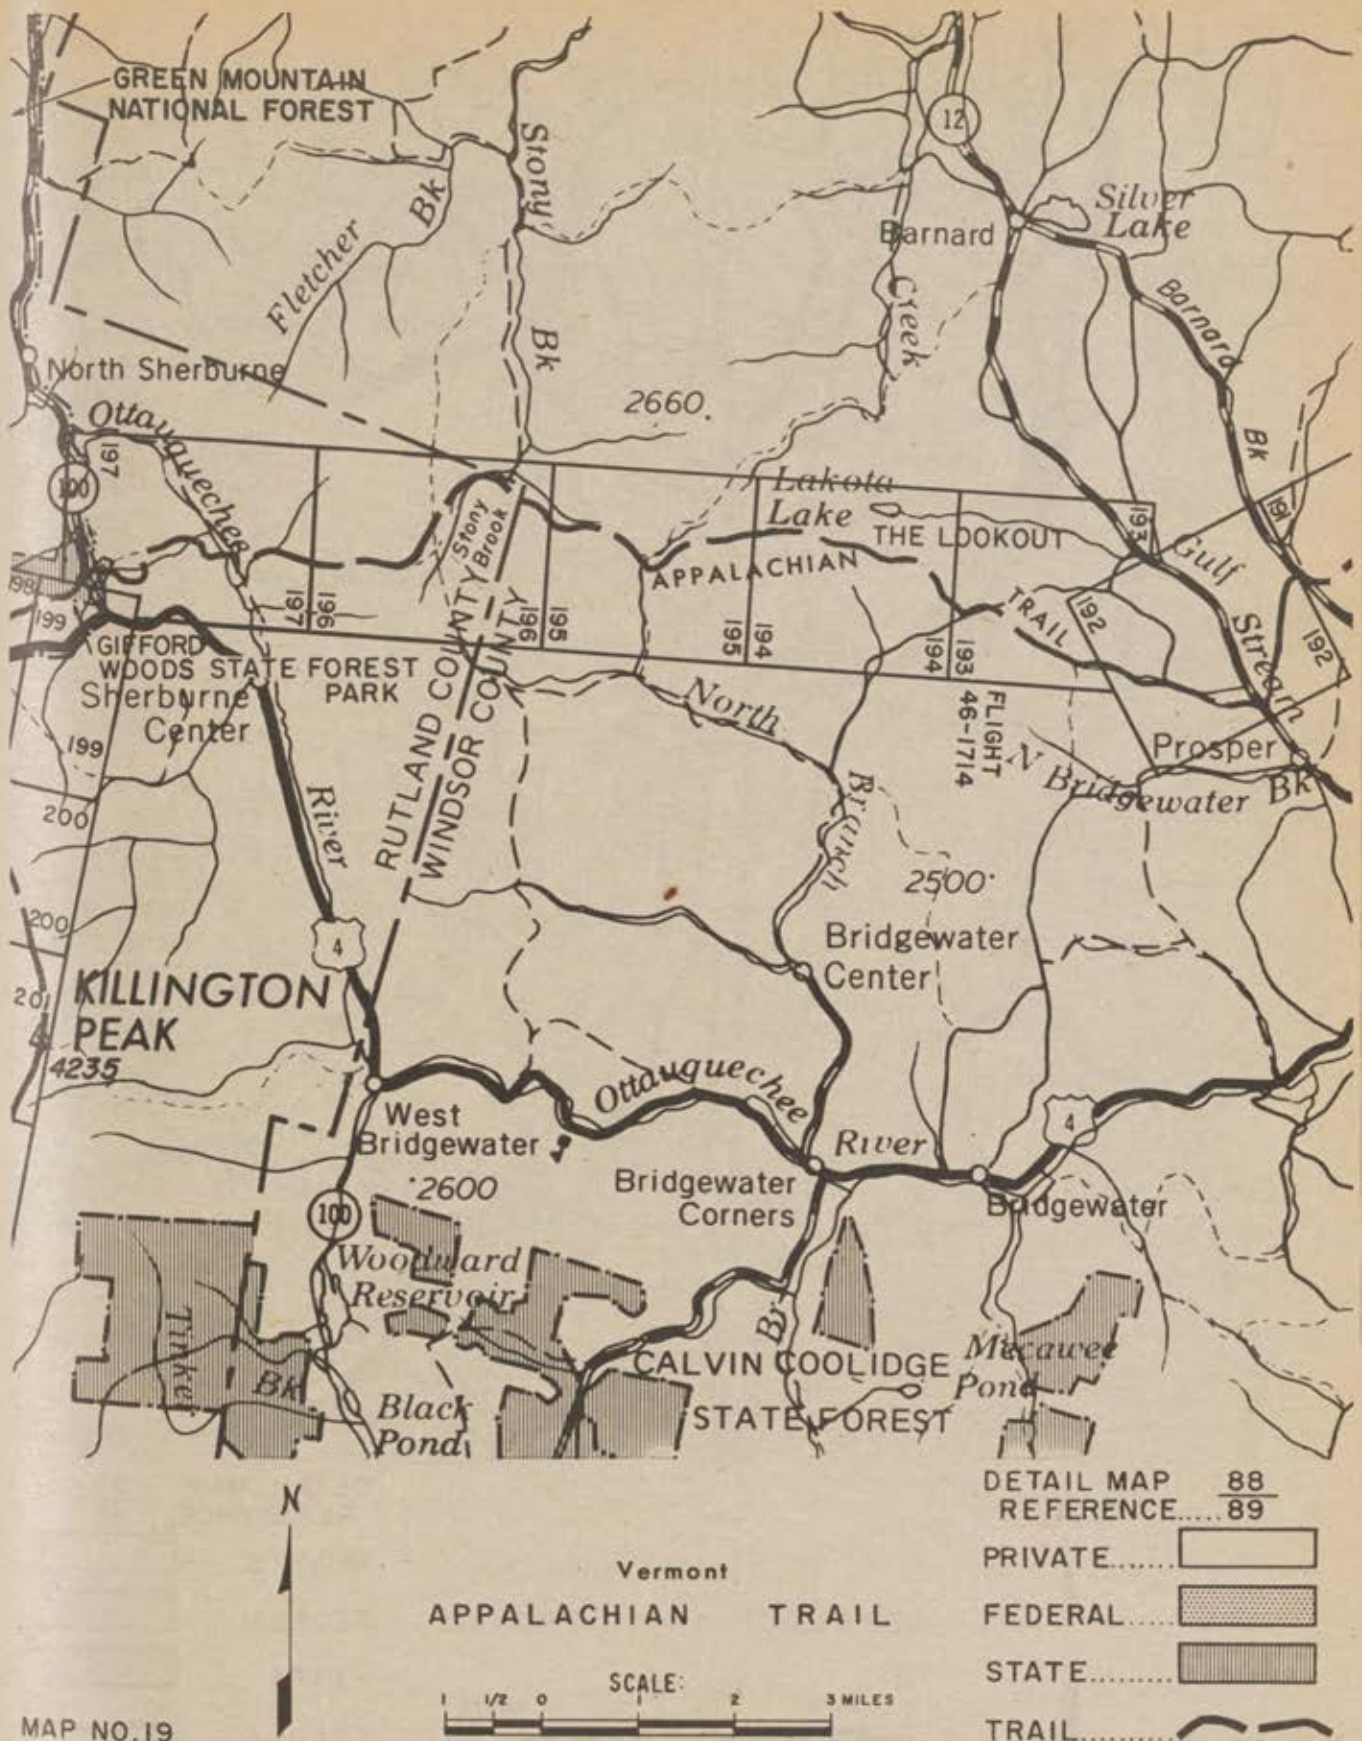 GREEN MOUNTAIN
NATIONAL FOREST
Stony
Bk
12
Silver
Lake
Barnard
Fletcher
Bk
Creek
Barnard
Bk
North Sherburne
2660
Ottauquechee
197
100
Lakota
Lake
THE LOOKOUT
193
191
Stony
Brook
APPALACHIAN
TRAIL
Gulf
Stream
192
192
198
199
197
196
196
195
195
194
194
193
FLIGHT
46-1714
GIFFORD
WOODS STATE FOREST
PARK
Sherburne
Center
RUTLAND COUNTY
WINDSOR COUNTY
North
Branch
Prosper
N Bridgewater Bk
199
200
River
2500
200
4
Bridgewater
Center
201
KILLINGTON
PEAK
4235
Ottauquechee
River
4
West
Bridgewater
2600
Bridgewater
Corners
Bridgewater
100
Woodward
Reservoir
Tinker
Bk
Br
CALVIN COOLIDGE
STATE FOREST
Mecawee
Pond
Black
Pond
N
DETAIL MAP 88
REFERENCE..... 89
PRIVATE.......
FEDERAL.....
STATE.........
TRAIL..........
Vermont
APPALACHIAN TRAIL
SCALE:
1 1/2 0 1 2 3 MILES
MAP NO.19